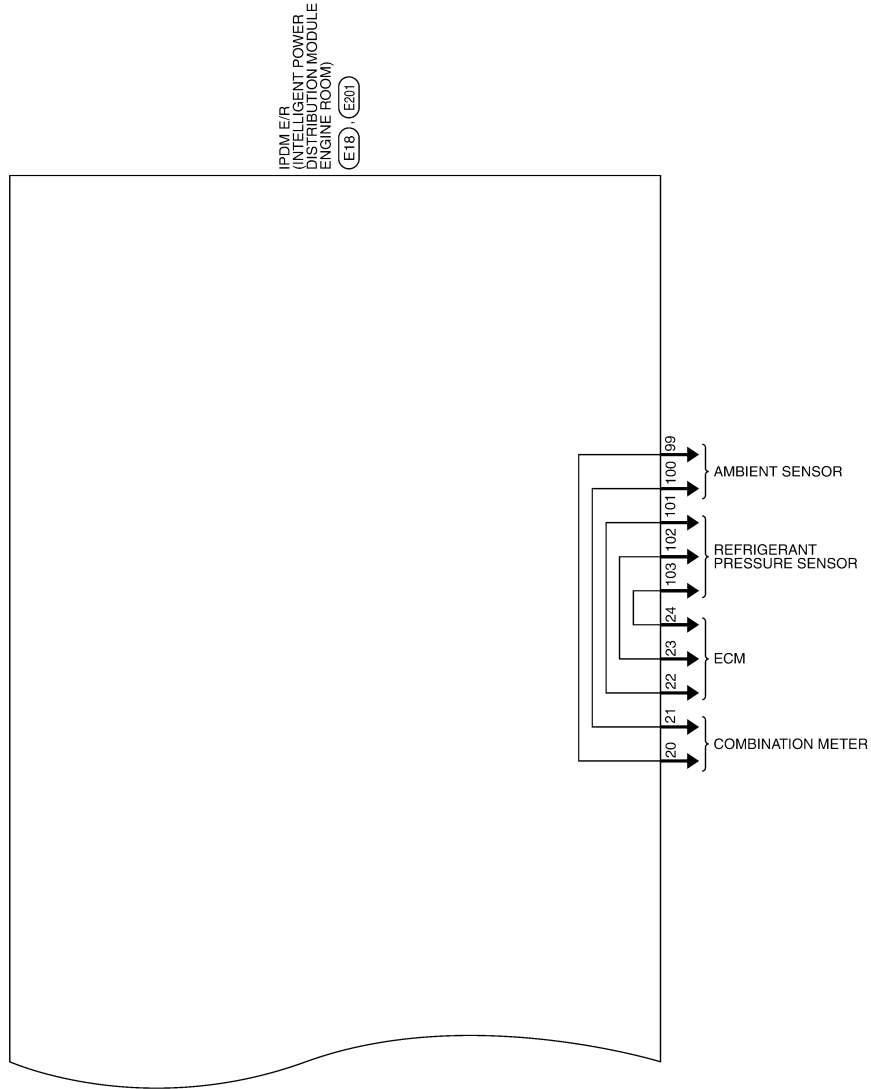 IPDM E/R
(INTELLIGENT POWER
DISTRIBUTION MODULE
ENGINE ROOM)
E18 , E201
99
100
AMBIENT SENSOR
101
102
103
REFRIGERANT
PRESSURE SENSOR
24
23
22
ECM
21
20
COMBINATION METER